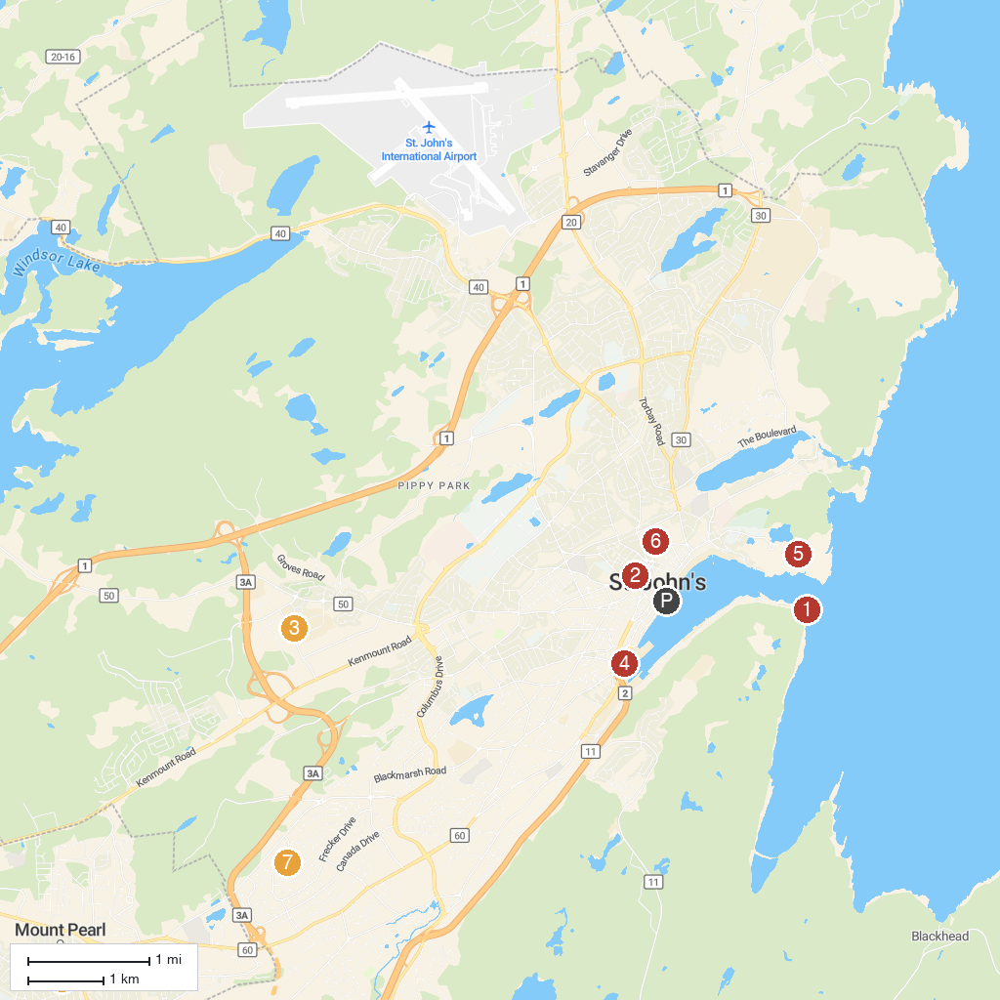 20-16
St. John's
International Airport
Stavanger Drive
1
30
40
20
40
Windsor Lake
40
1
Torbay Road
1
30
The Boulevard
PIPPY PARK
6
5
1
Groves Road
3A
2
St. John's
50
50
P
1
3
Kenmount Road
4
Columbus Drive
2
11
Kenmount Road
3A
Blackmarsh Road
Frecker Drive
60
Canada Drive
7
11
3A
Mount Pearl
60
Blackhead
1 mi
1 km